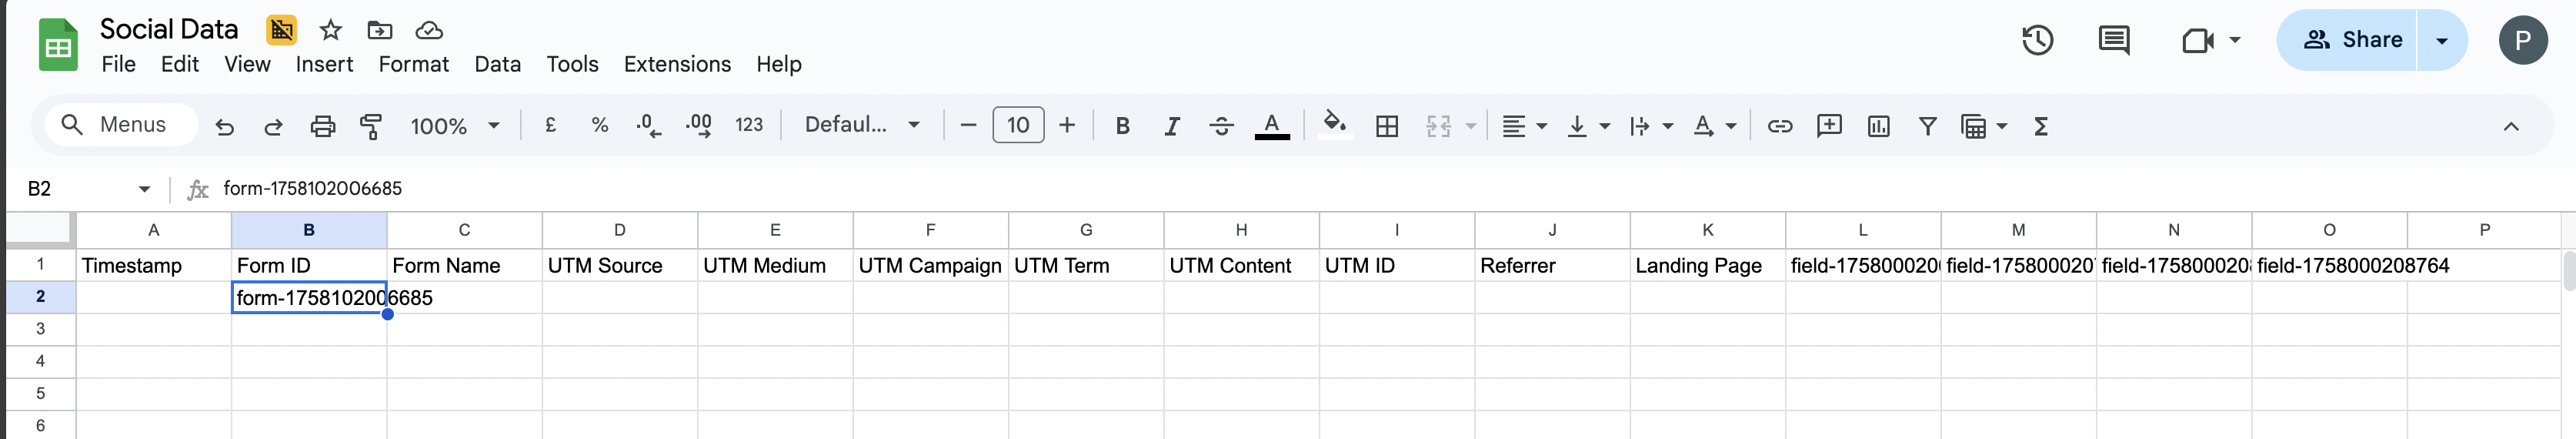 Social Data
File Edit View Insert Format Data Tools Extensions Help
Share
P
Menus 100% £ % .0 .00 123 Defaul... 10 B I S A Σ
B2 fx form-1758102006685
A B C D E F G H I J K L M N O P
1 Timestamp Form ID Form Name UTM Source UTM Medium UTM Campaign UTM Term UTM Content UTM ID Referrer Landing Page field-175800020 field-175800020 field-175800020 field-1758000208764
2 form-1758102006685
3
4
5
6